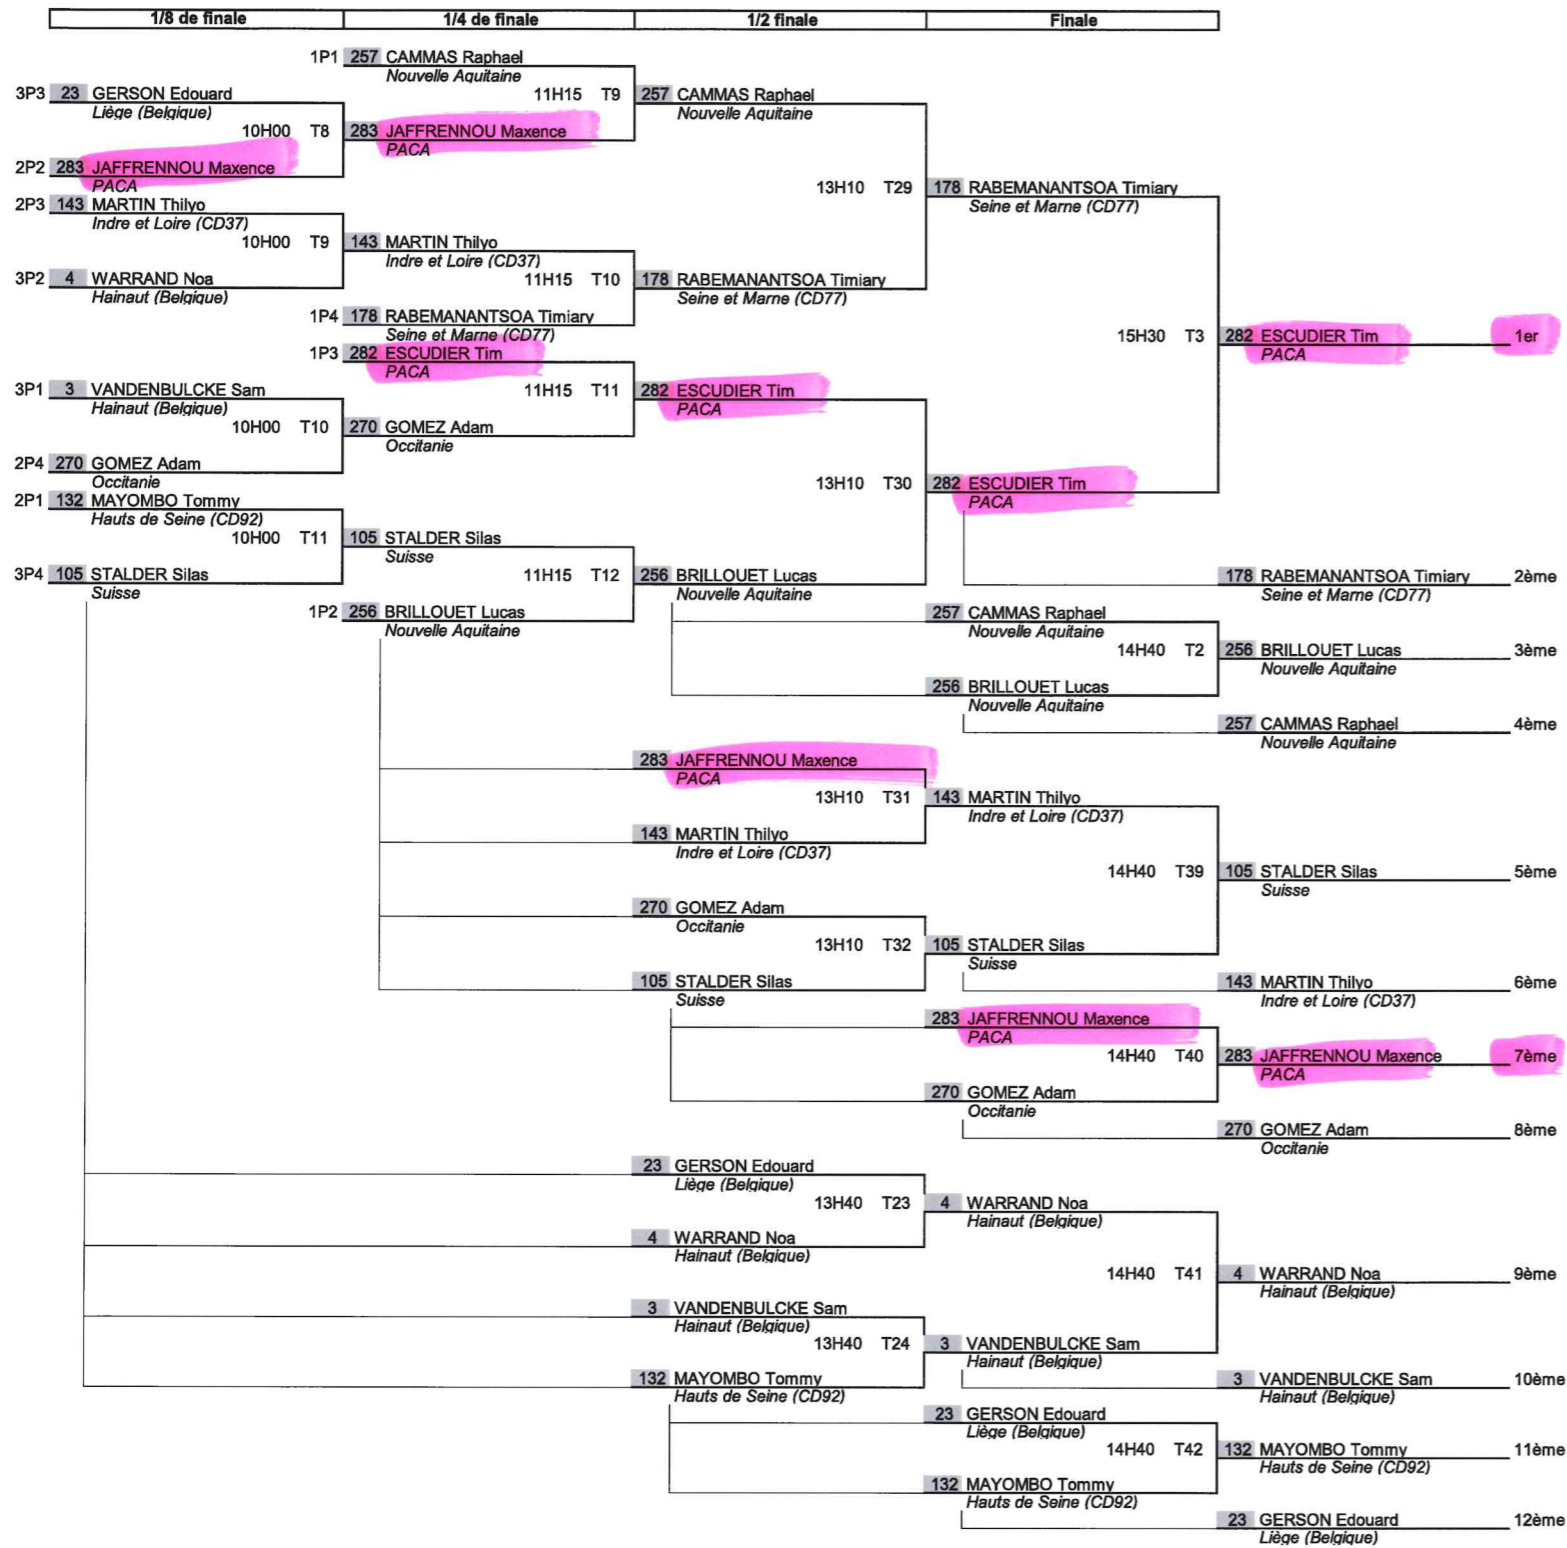 1/8 de finale 1/4 de finale 1/2 finale Finale
1P1 257 CAMMAS Raphael
Nouvelle Aquitaine
3P3 23 GERSON Edouard
Liège (Belgique)
11H15 T9 257 CAMMAS Raphael
Nouvelle Aquitaine
10H00 T8 283 JAFFRENNOU Maxence
PACA
2P2 283 JAFFRENNOU Maxence
PACA
13H10 T29 178 RABEMANANTSOA Timiary
Seine et Marne (CD77)
2P3 143 MARTIN Thilyo
Indre et Loire (CD37)
10H00 T9 143 MARTIN Thilyo
Indre et Loire (CD37)
3P2 4 WARRAND Noa
Hainaut (Belgique)
11H15 T10 178 RABEMANANTSOA Timiary
Seine et Marne (CD77)
1P4 178 RABEMANANTSOA Timiary
Seine et Marne (CD77)
15H30 T3 282 ESCUDIER Tim 1er
PACA
1P3 282 ESCUDIER Tim
PACA
3P1 3 VANDENBULCKE Sam
Hainaut (Belgique)
11H15 T11 282 ESCUDIER Tim
PACA
10H00 T10 270 GOMEZ Adam
Occitanie
2P4 270 GOMEZ Adam
Occitanie
13H10 T30 282 ESCUDIER Tim
PACA
2P1 132 MAYOMBO Tommy
Hauts de Seine (CD92)
10H00 T11 105 STALDER Silas
Suisse
3P4 105 STALDER Silas
Suisse
11H15 T12 256 BRILLOUET Lucas
Nouvelle Aquitaine
178 RABEMANANTSOA Timiary 2ème
Seine et Marne (CD77)
1P2 256 BRILLOUET Lucas
Nouvelle Aquitaine
257 CAMMAS Raphael
Nouvelle Aquitaine
14H40 T2 256 BRILLOUET Lucas 3ème
Nouvelle Aquitaine
256 BRILLOUET Lucas
Nouvelle Aquitaine
257 CAMMAS Raphael 4ème
Nouvelle Aquitaine
283 JAFFRENNOU Maxence
PACA
13H10 T31 143 MARTIN Thilyo
Indre et Loire (CD37)
143 MARTIN Thilyo
Indre et Loire (CD37)
14H40 T39 105 STALDER Silas 5ème
Suisse
270 GOMEZ Adam
Occitanie
13H10 T32 105 STALDER Silas
Suisse
105 STALDER Silas
Suisse
143 MARTIN Thilyo 6ème
Indre et Loire (CD37)
283 JAFFRENNOU Maxence
PACA
14H40 T40 283 JAFFRENNOU Maxence 7ème
PACA
270 GOMEZ Adam
Occitanie
270 GOMEZ Adam 8ème
Occitanie
23 GERSON Edouard
Liège (Belgique)
13H40 T23 4 WARRAND Noa
Hainaut (Belgique)
4 WARRAND Noa
Hainaut (Belgique)
14H40 T41 4 WARRAND Noa 9ème
Hainaut (Belgique)
3 VANDENBULCKE Sam
Hainaut (Belgique)
13H40 T24 3 VANDENBULCKE Sam
Hainaut (Belgique)
132 MAYOMBO Tommy
Hauts de Seine (CD92)
3 VANDENBULCKE Sam 10ème
Hainaut (Belgique)
23 GERSON Edouard
Liège (Belgique)
14H40 T42 132 MAYOMBO Tommy 11ème
Hauts de Seine (CD92)
132 MAYOMBO Tommy
Hauts de Seine (CD92)
23 GERSON Edouard 12ème
Liège (Belgique)